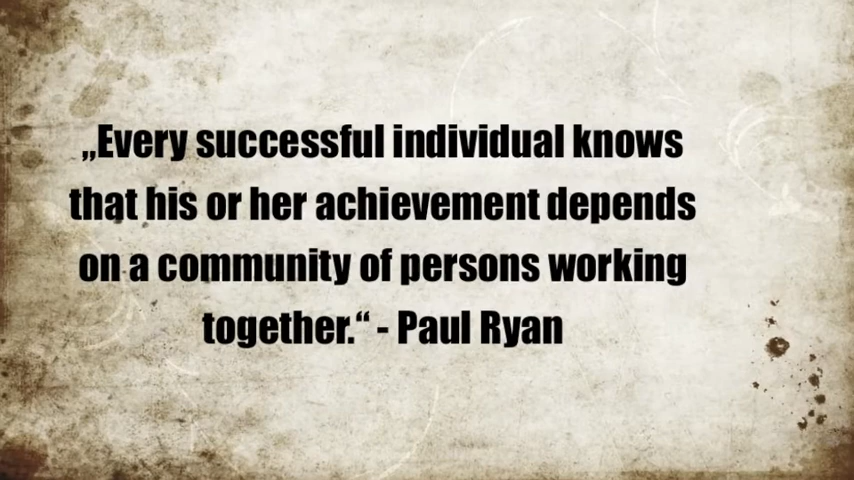 „Every successful individual knows
that his or her achievement depends
on a community of persons working
together.“ - Paul Ryan